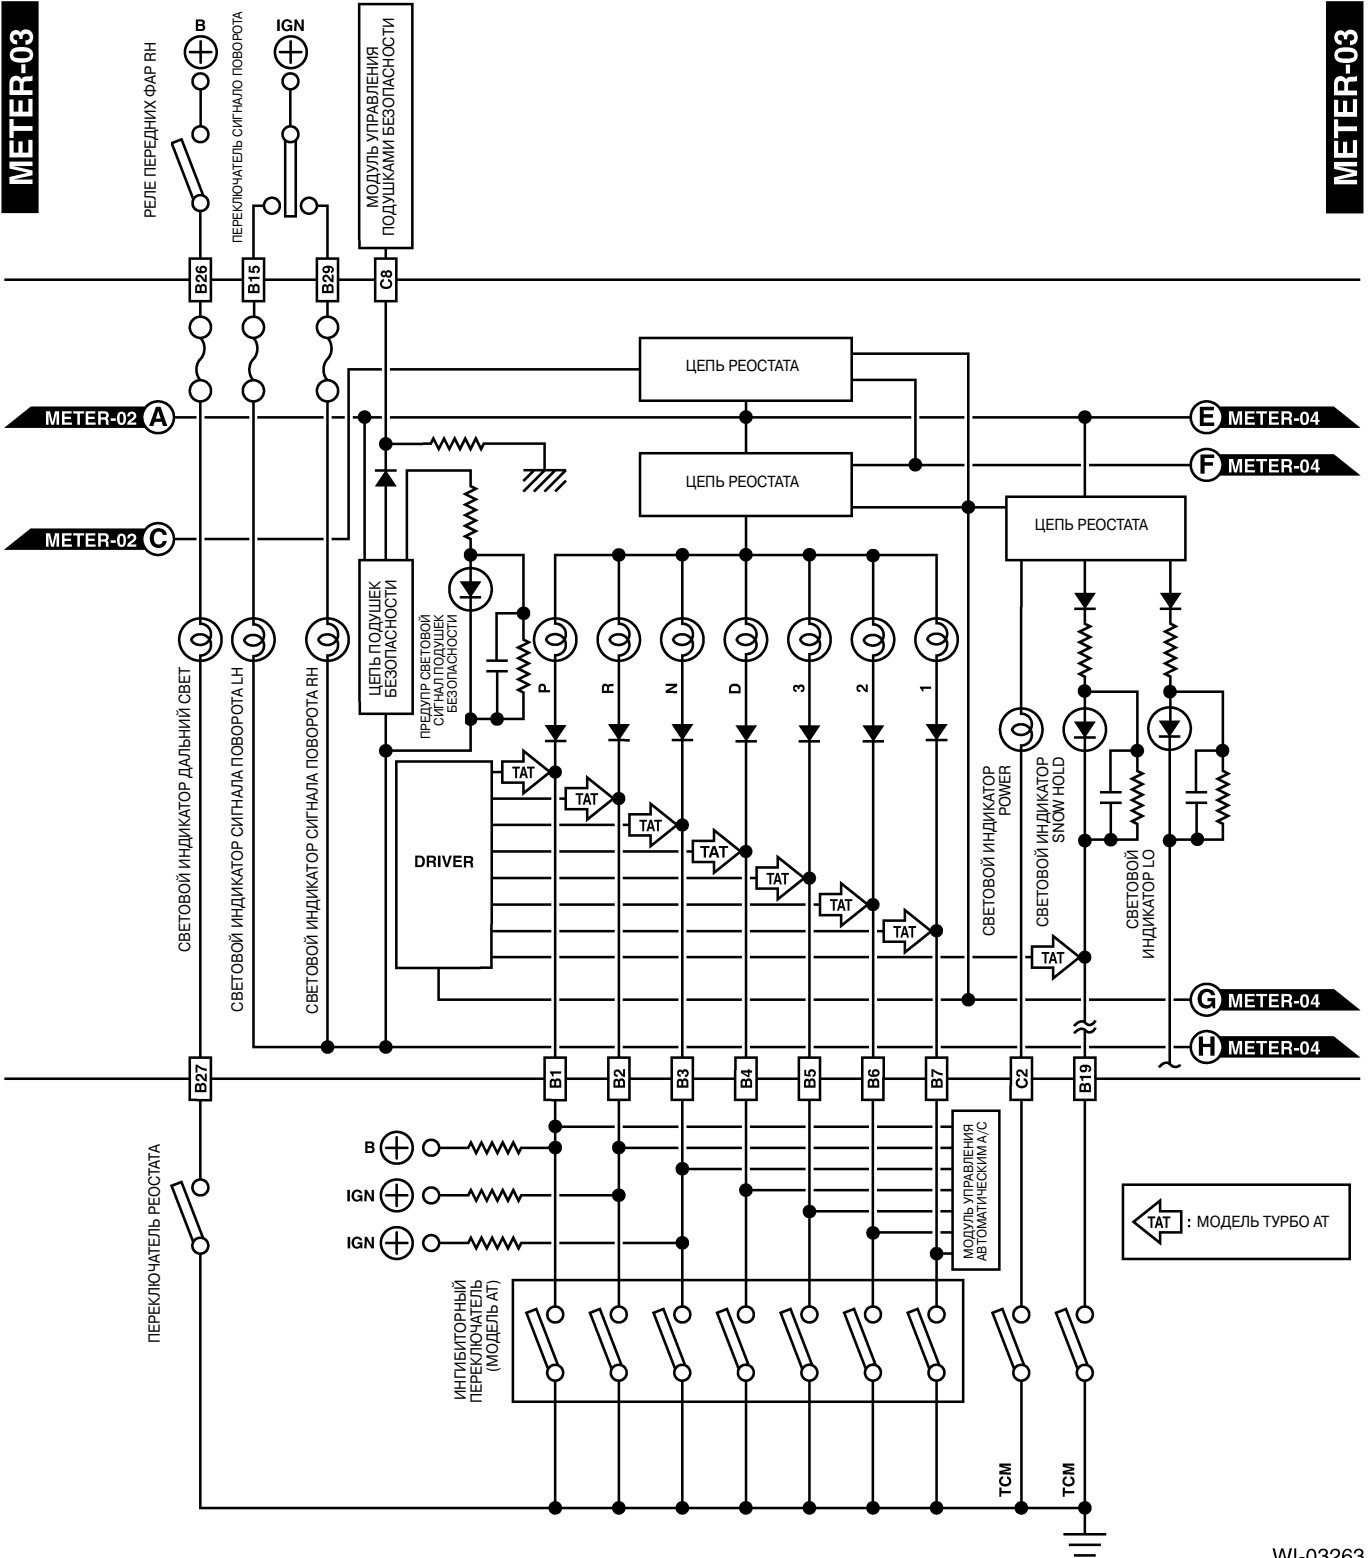 METER-03
METER-03
B
IGN
РЕЛЕ ПЕРЕДНИХ ФАР RH
ПЕРЕКЛЮЧАТЕЛЬ СИГНАЛО ПОВОРОТА
МОДУЛЬ УПРАВЛЕНИЯ
ПОДУШКАМИ БЕЗОПАСНОСТИ
B26
B15
B29
C8
ЦЕПЬ РЕОСТАТА
METER-02 A
E METER-04
ЦЕПЬ РЕОСТАТА
F METER-04
METER-02 C
ЦЕПЬ РЕОСТАТА
ЦЕПЬ ПОДУШЕК
БЕЗОПАСНОСТИ
ПРЕДУПР СВЕТОВОЙ
СИГНАЛ ПОДУШЕК
БЕЗОПАСНОСТИ
P
R
N
D
3
2
1
СВЕТОВОЙ ИНДИКАТОР ДАЛЬНИЙ СВЕТ
СВЕТОВОЙ ИНДИКАТОР СИГНАЛА ПОВОРОТА LH
СВЕТОВОЙ ИНДИКАТОР СИГНАЛА ПОВОРОТА RH
DRIVER
TAT
TAT
TAT
TAT
TAT
TAT
TAT
TAT
СВЕТОВОЙ ИНДИКАТОР
POWER
СВЕТОВОЙ ИНДИКАТОР
SNOW HOLD
СВЕТОВОЙ
ИНДИКАТОР LO
G METER-04
H METER-04
B27
B1
B2
B3
B4
B5
B6
B7
C2
B19
B
IGN
IGN
МОДУЛЬ УПРАВЛЕНИЯ
АВТОМАТИЧЕСКИМ A/C
ПЕРЕКЛЮЧАТЕЛЬ РЕОСТАТА
TAT : МОДЕЛЬ ТУРБО АТ
ИНГИБИТОРНЫЙ
ПЕРЕКЛЮЧАТЕЛЬ
(МОДЕЛЬ АТ)
TCM
TCM
WI-03263